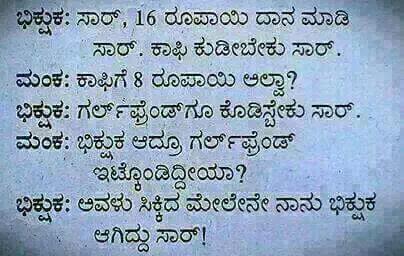 ಭಿಕ್ಷುಕ: ಸಾರ್, 16 ರೂಪಾಯಿ ದಾನ ಮಾಡಿ
ಸಾರ್. ಕಾಫಿ ಕುಡೀಬೇಕು ಸಾರ್.
ಮಂಕ: ಕಾಫಿಗೆ 8 ರೂಪಾಯಿ ಅಲ್ವಾ?
ಭಿಕ್ಷುಕ: ಗರ್ಲ್‌ಫ್ರೆಂಡ್‌ಗೂ ಕೊಡಿಸ್ಬೇಕು ಸಾರ್.
ಮಂಕ: ಭಿಕ್ಷುಕ ಆದ್ರೂ ಗರ್ಲ್‌ಫ್ರೆಂಡ್
ಇಟ್ಕೊಂಡಿದ್ದೀಯಾ?
ಭಿಕ್ಷುಕ: ಅವಳು ಸಿಕ್ಕಿದ ಮೇಲೇನೇ ನಾನು ಭಿಕ್ಷುಕ
ಆಗಿದ್ದು ಸಾರ್!